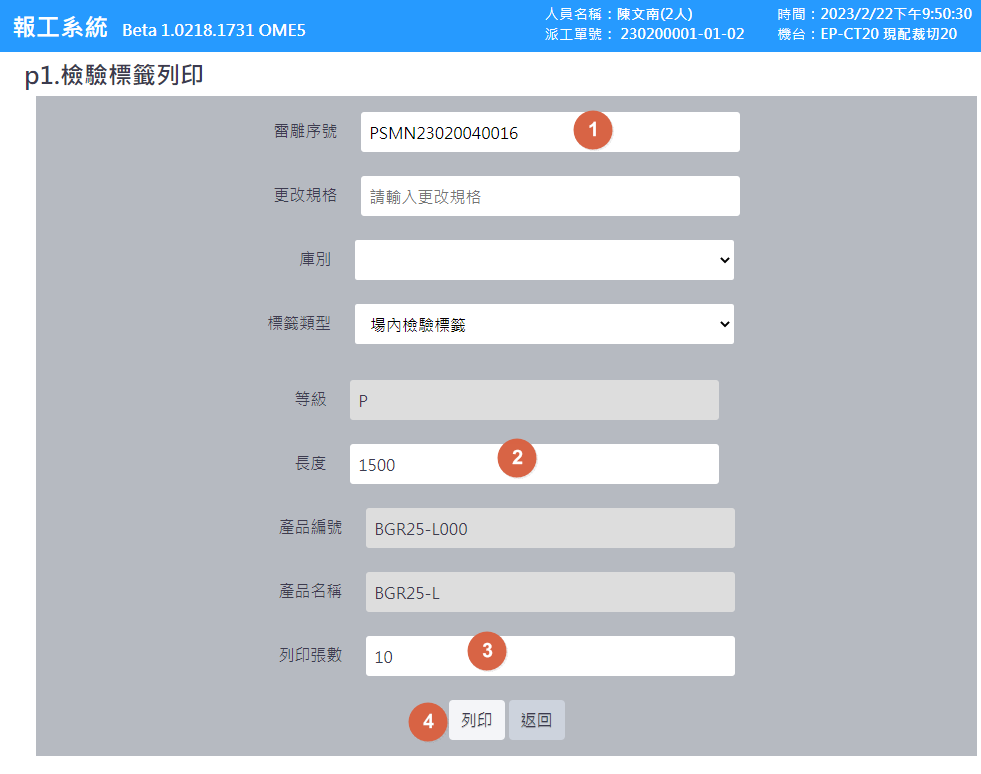 報工系統 Beta 1.0218.1731 OME5
人員名稱：陳文南(2人) 時間：2023/2/22下午9:50:30
派工單號： 230200001-01-02 機台：EP-CT20 現配裁切20
p1.檢驗標籤列印
雷雕序號 PSMN23020040016 1
更改規格 請輸入更改規格
庫別
標籤類型 場內檢驗標籤
等級 P
長度 1500 2
產品編號 BGR25-L000
產品名稱 BGR25-L
列印張數 10 3
4 列印 返回